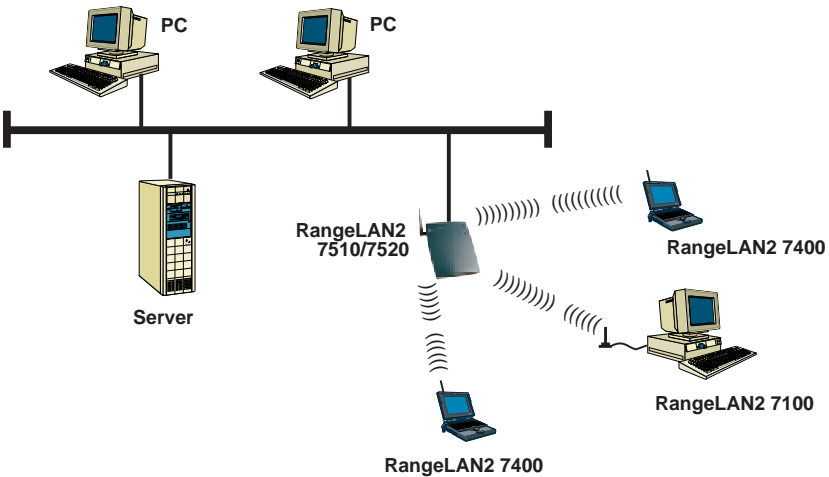 PC
PC
RangeLAN2
7510/7520
RangeLAN2 7400
Server
RangeLAN2 7100
RangeLAN2 7400